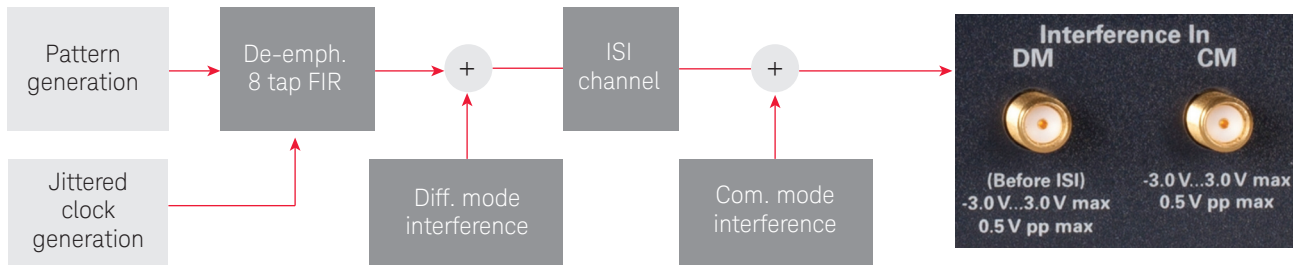 Pattern
generation
De-emph.
8 tap FIR
+
ISI
channel
+
Jittered
clock
generation
Diff. mode
interference
Com. mode
interference
Interference In
DM
CM
(Before ISI)
-3.0 V...3.0 V max
0.5 V pp max
-3.0 V...3.0 V max
0.5 V pp max